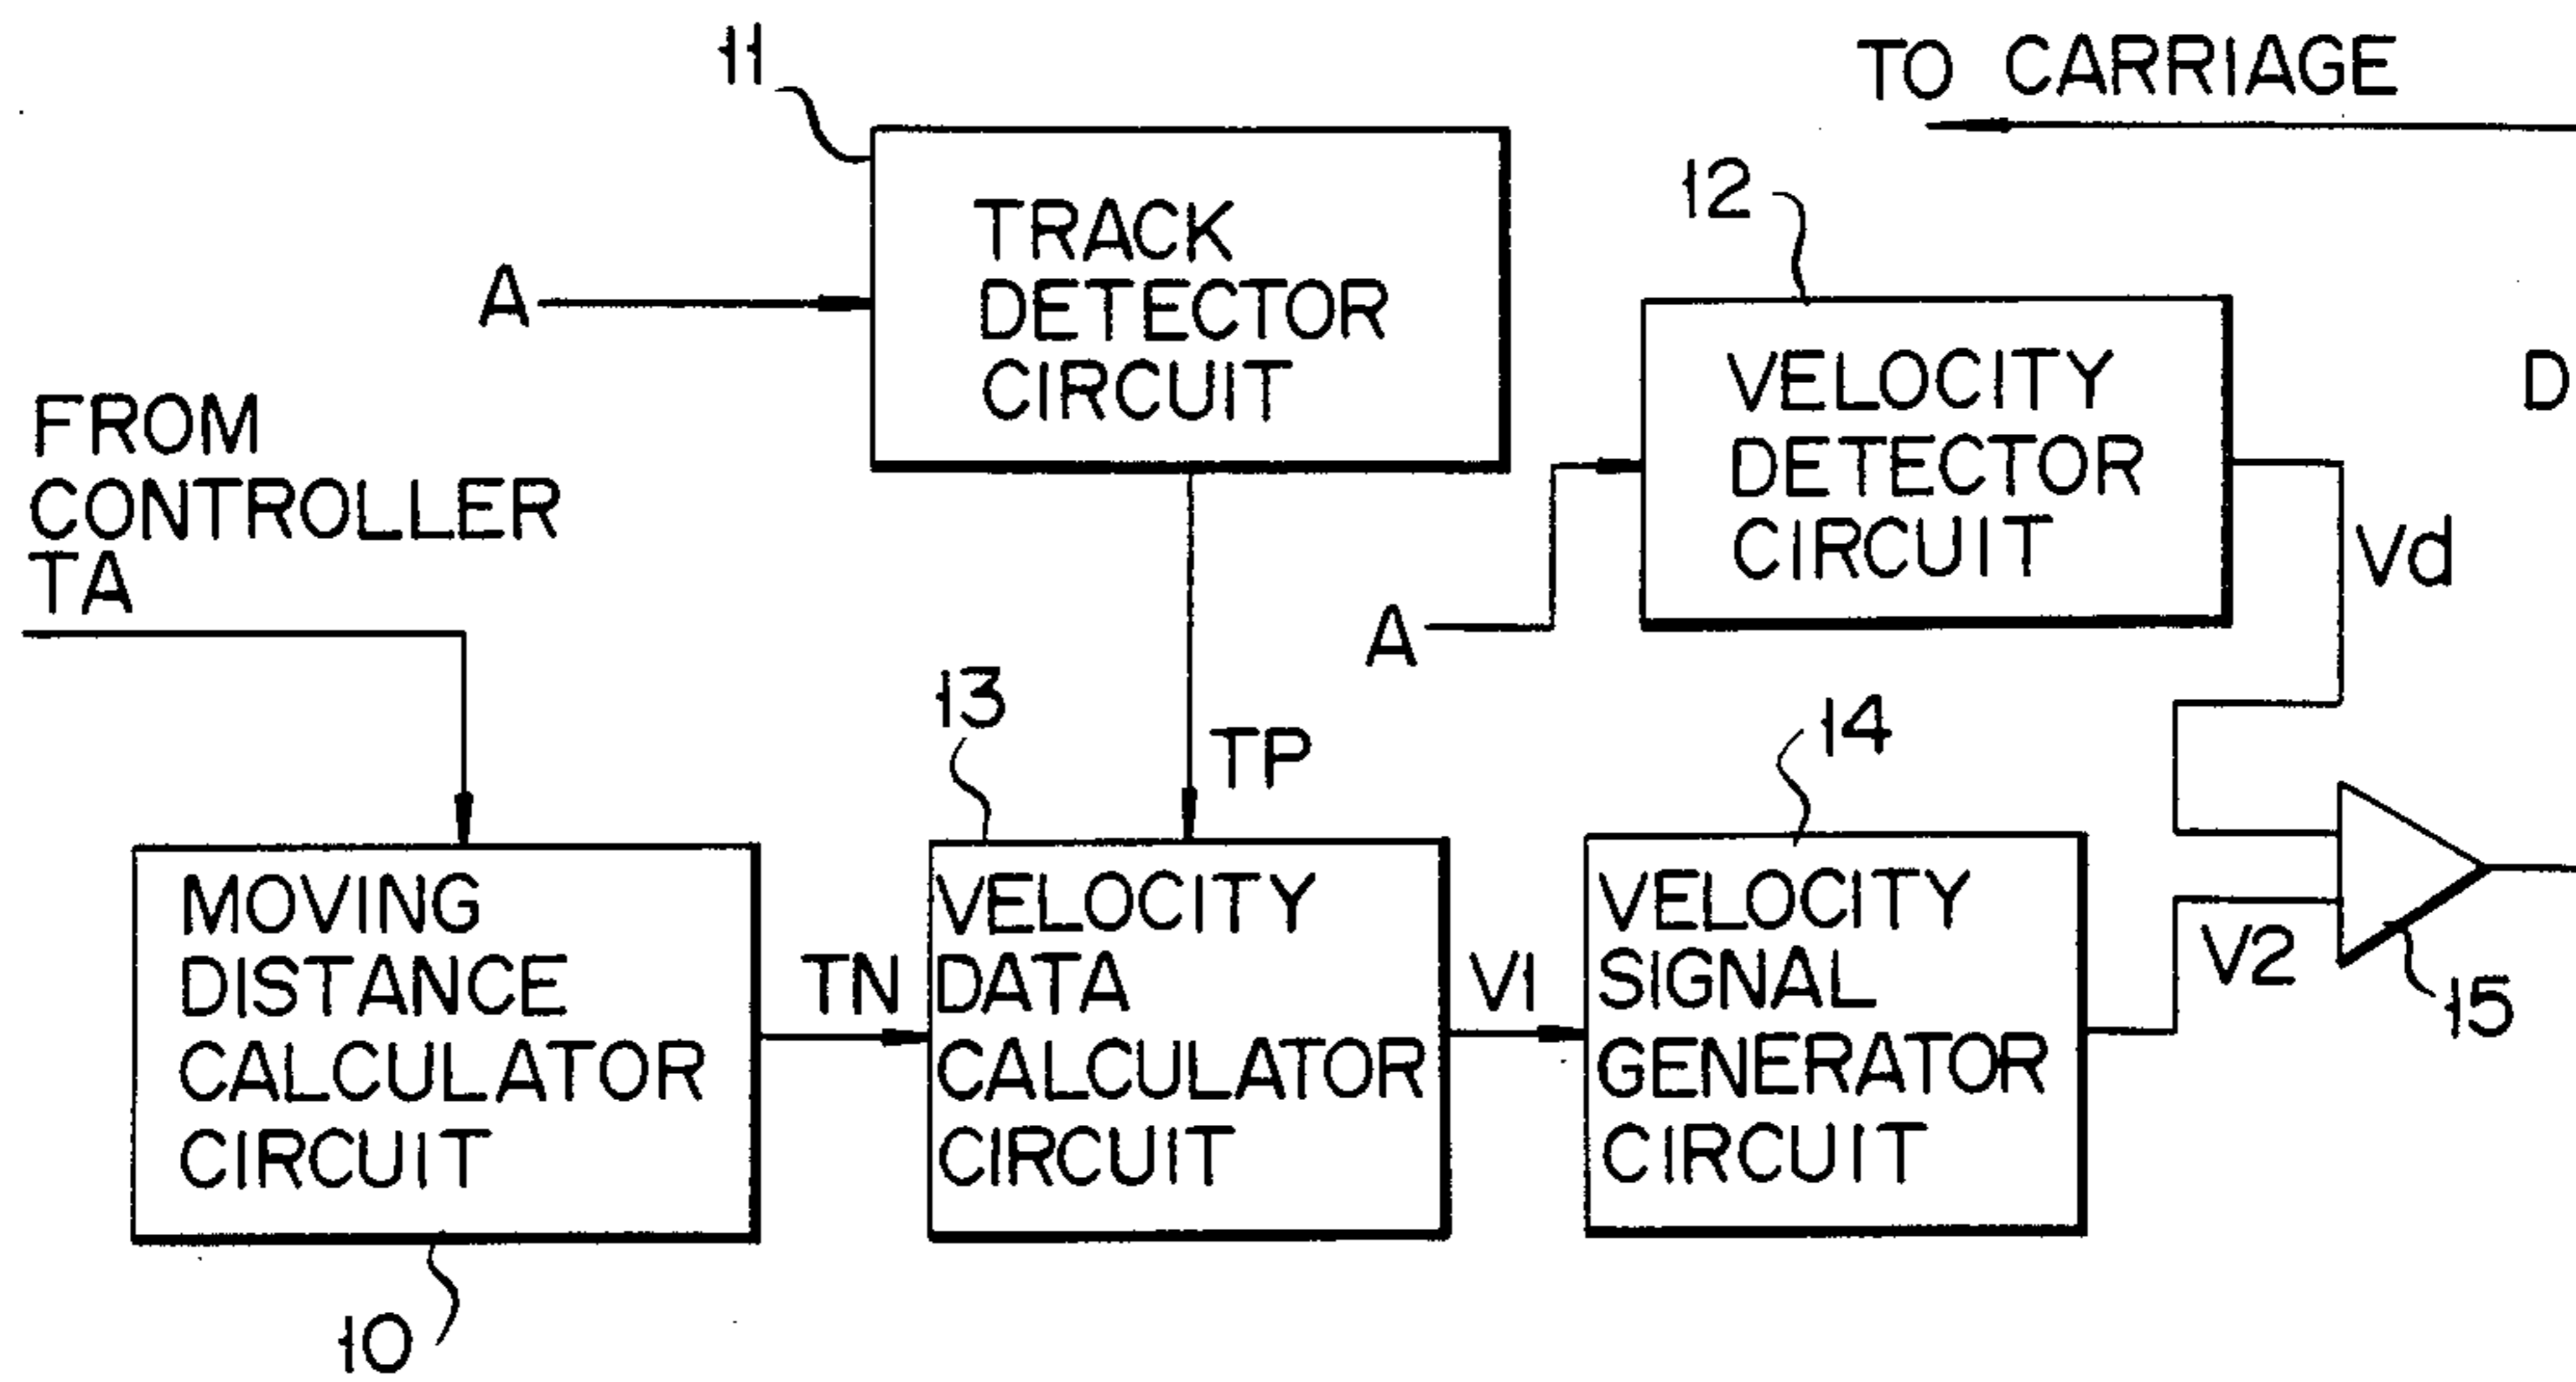 11
TO CARRIAGE
TRACK
DETECTOR
CIRCUIT
A
12
VELOCITY
DETECTOR
CIRCUIT
D
FROM
CONTROLLER
TA
A
Vd
13
TP
14
MOVING
DISTANCE
CALCULATOR
CIRCUIT
TN
VELOCITY
DATA
CALCULATOR
CIRCUIT
V1
VELOCITY
SIGNAL
GENERATOR
CIRCUIT
V2
15
10